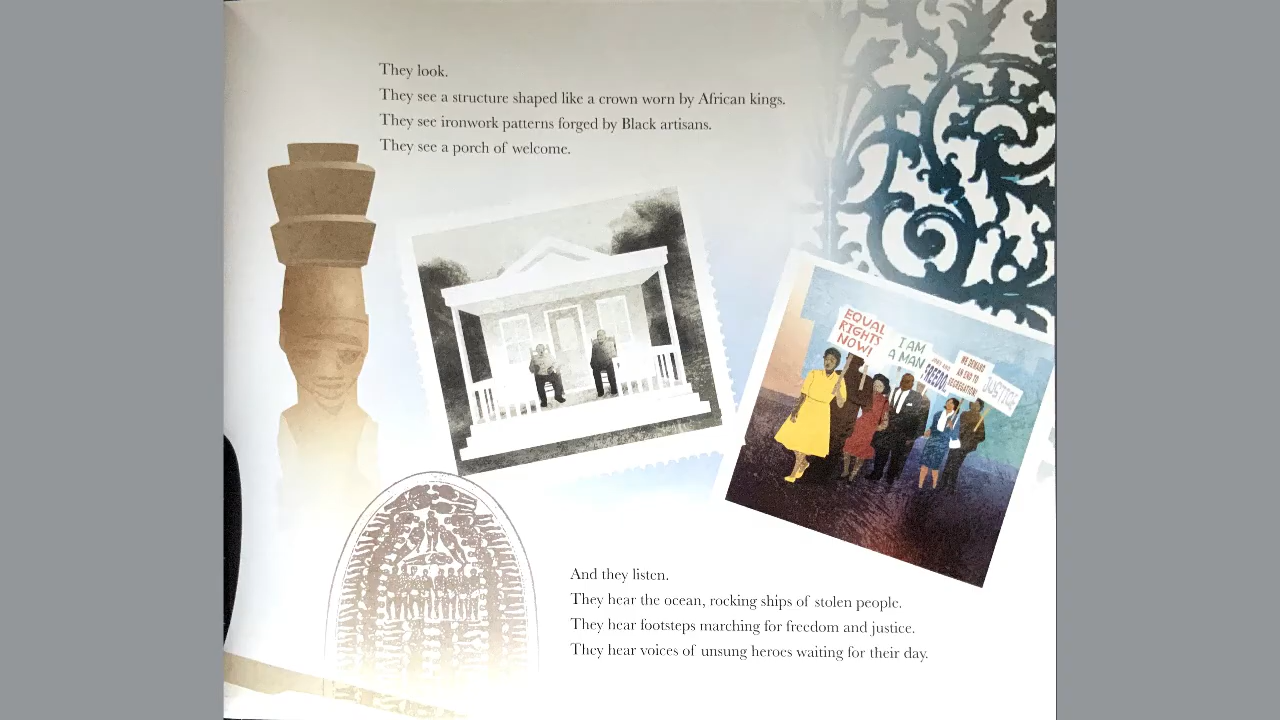 They look.
They see a structure shaped like a crown worn by African kings.
They see ironwork patterns forged by Black artisans.
They see a porch of welcome.
EQUAL
RIGHTS
NOW!
I AM
A MAN
WE DEMAND
AN END TO
SEGREGATION!
JUSTICE
And they listen.
They hear the ocean, rocking ships of stolen people.
They hear footsteps marching for freedom and justice.
They hear voices of unsung heroes waiting for their day.